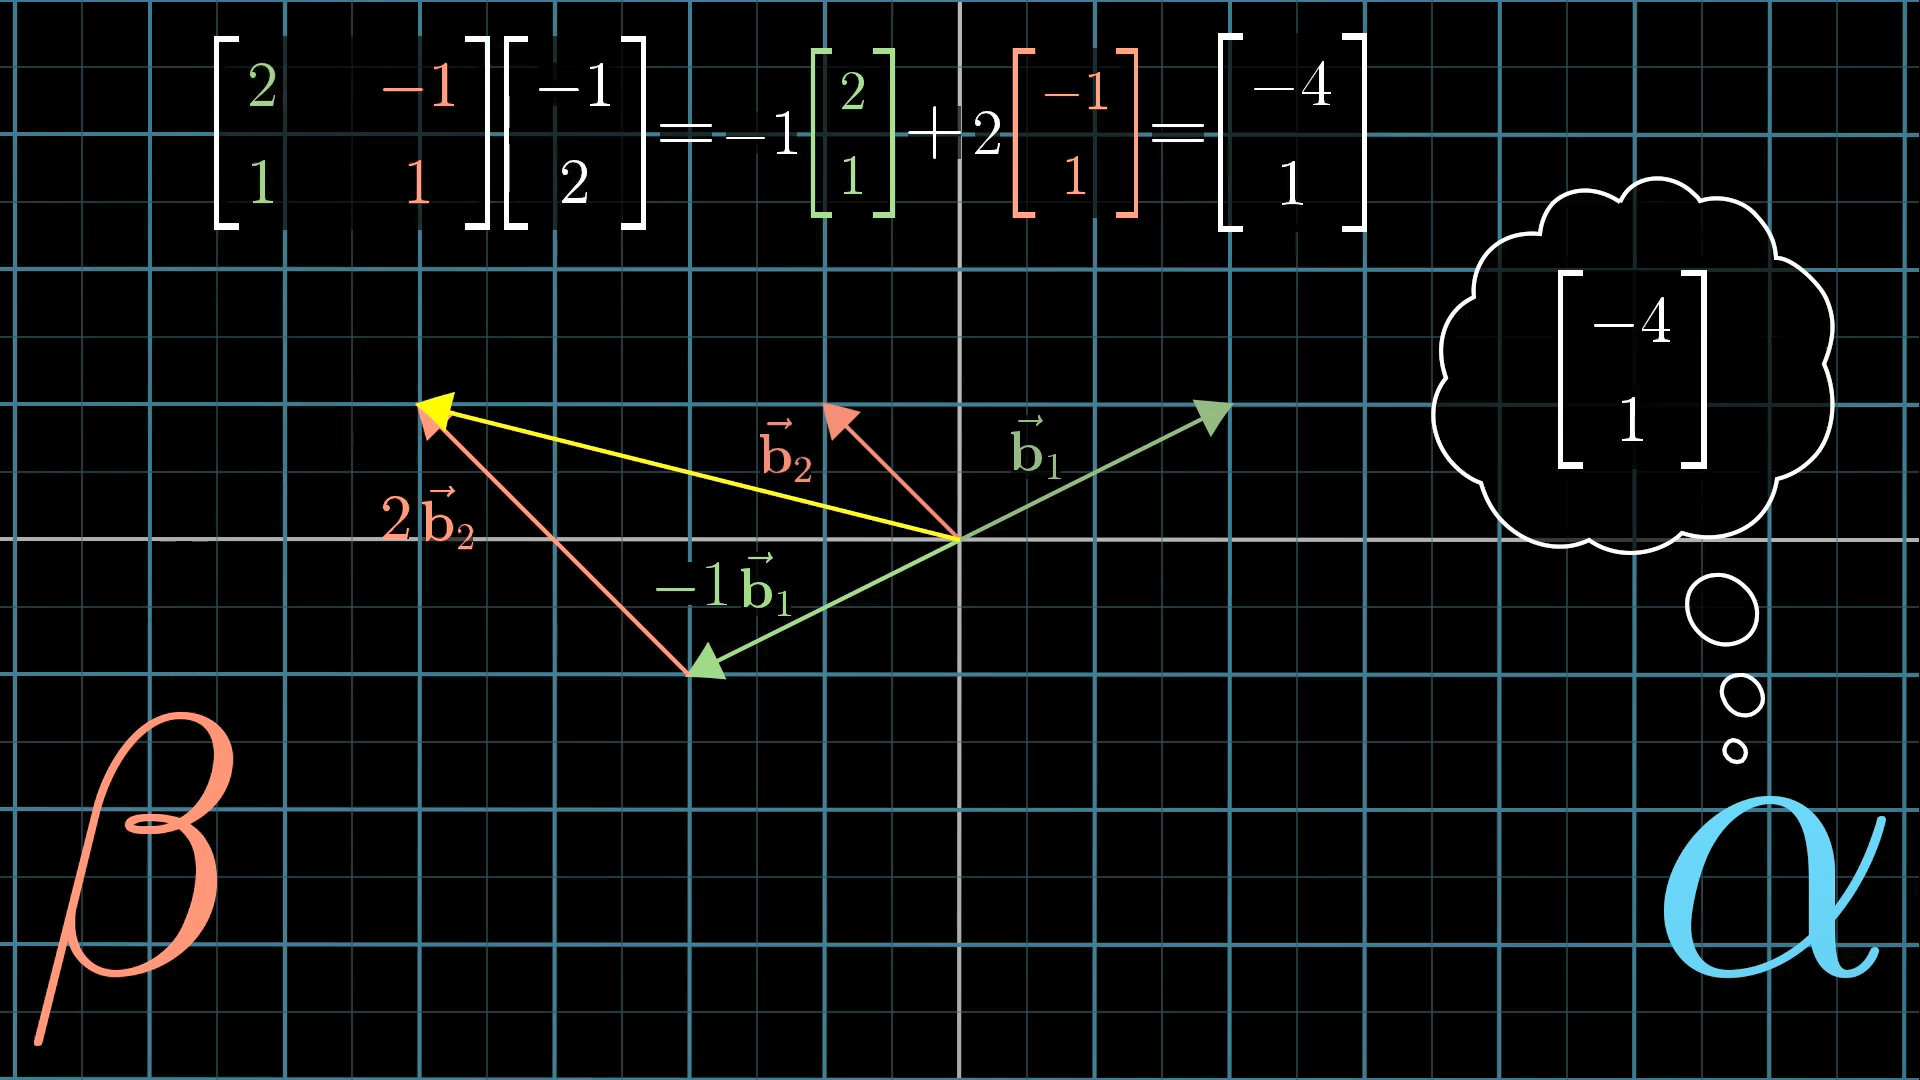 [2 −1; 1 1] [−1; 2] = −1 [2; 1] + 2 [−1; 1] = [−4; 1]
[−4; 1]
b⃗₂ b⃗₁
2b⃗₂
−1b⃗₁
β α